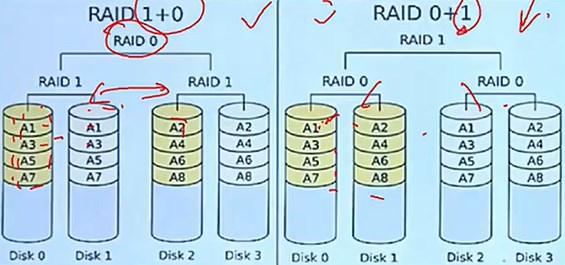 RAID 1+0
RAID 0
RAID 1
RAID 1
A1
A3
A5
A7
A1
A3
A5
A7
A2
A4
A6
A8
A2
A4
A6
A8
Disk 0
Disk 1
Disk 2
Disk 3
RAID 0+1
RAID 1
RAID 0
RAID 0
A1
A3
A5
A7
A2
A4
A6
A8
A1
A3
A5
A7
A2
A4
A6
A8
Disk 0
Disk 1
Disk 2
Disk 3